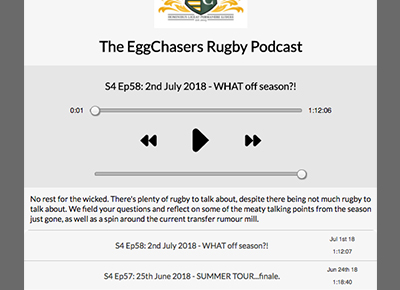 The EggChasers Rugby Podcast
S4 Ep58: 2nd July 2018 - WHAT off season?!
0:01 1:12:06
No rest for the wicked. There's plenty of rugby to talk about, despite there being not much rugby to
talk about. We field your questions and reflect on some of the meaty talking points from the season
just gone, as well as a spin around the current transfer rumour mill.
S4 Ep58: 2nd July 2018 - WHAT off season?! Jul 1st 18
1:12:07
S4 Ep57: 25th June 2018 - SUMMER TOUR...finale. Jun 24th 18
1:18:40